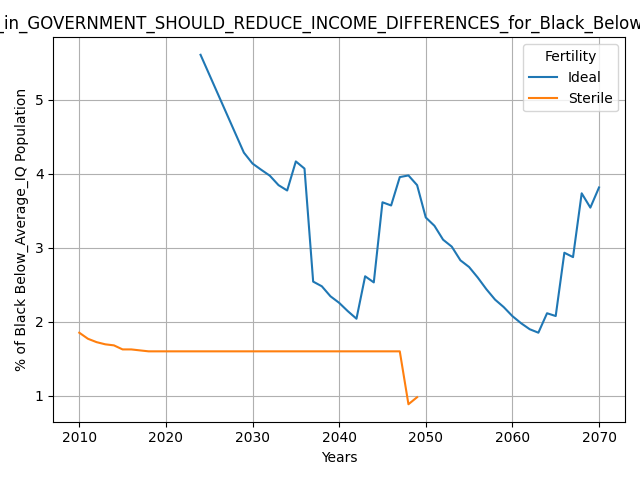 _in_GOVERNMENT_SHOULD_REDUCE_INCOME_DIFFERENCES_for_Black_Below
Fertility
Ideal
Sterile
% of Black Below_Average_IQ Population
5
4
3
2
1
2010 2020 2030 2040 2050 2060 2070
Years